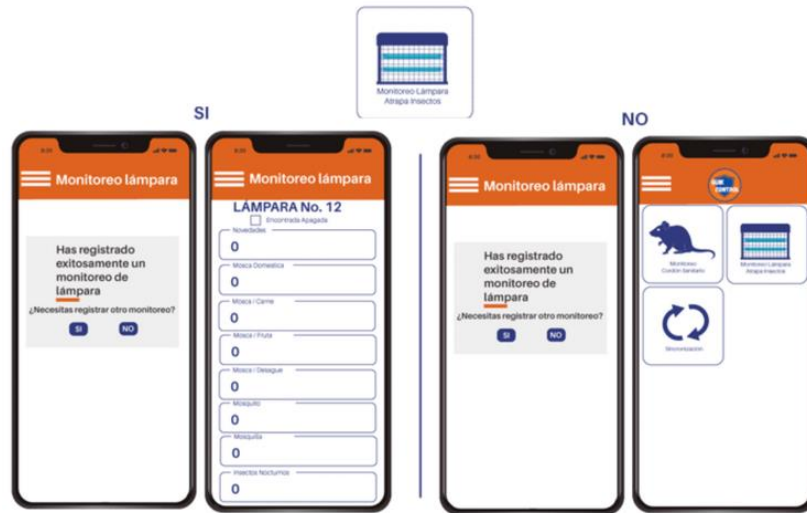 Monitoreo Lámpara
Atrapa Insectos
SI
NO
Monitoreo lámpara
Has registrado
exitosamente un
monitoreo de
lámpara
¿Necesitas registrar otro monitoreo?
SI
NO
Monitoreo lámpara
LÁMPARA No. 12
Encontrada Apagada
Novedades
0
Mosca Domestica
0
Mosca / Carne
0
Mosca / Fruta
0
Mosca / Desague
0
Mosquito
0
Mosquilla
0
Insectos Nocturnos
0
Monitoreo lámpara
Has registrado
exitosamente un
monitoreo de
lámpara
¿Necesitas registrar otro monitoreo?
SI
NO
CONTROL
Monitoreo
Cordon Sanitario
Monitoreo Lámpara
Atrapa Insectos
Sincronización